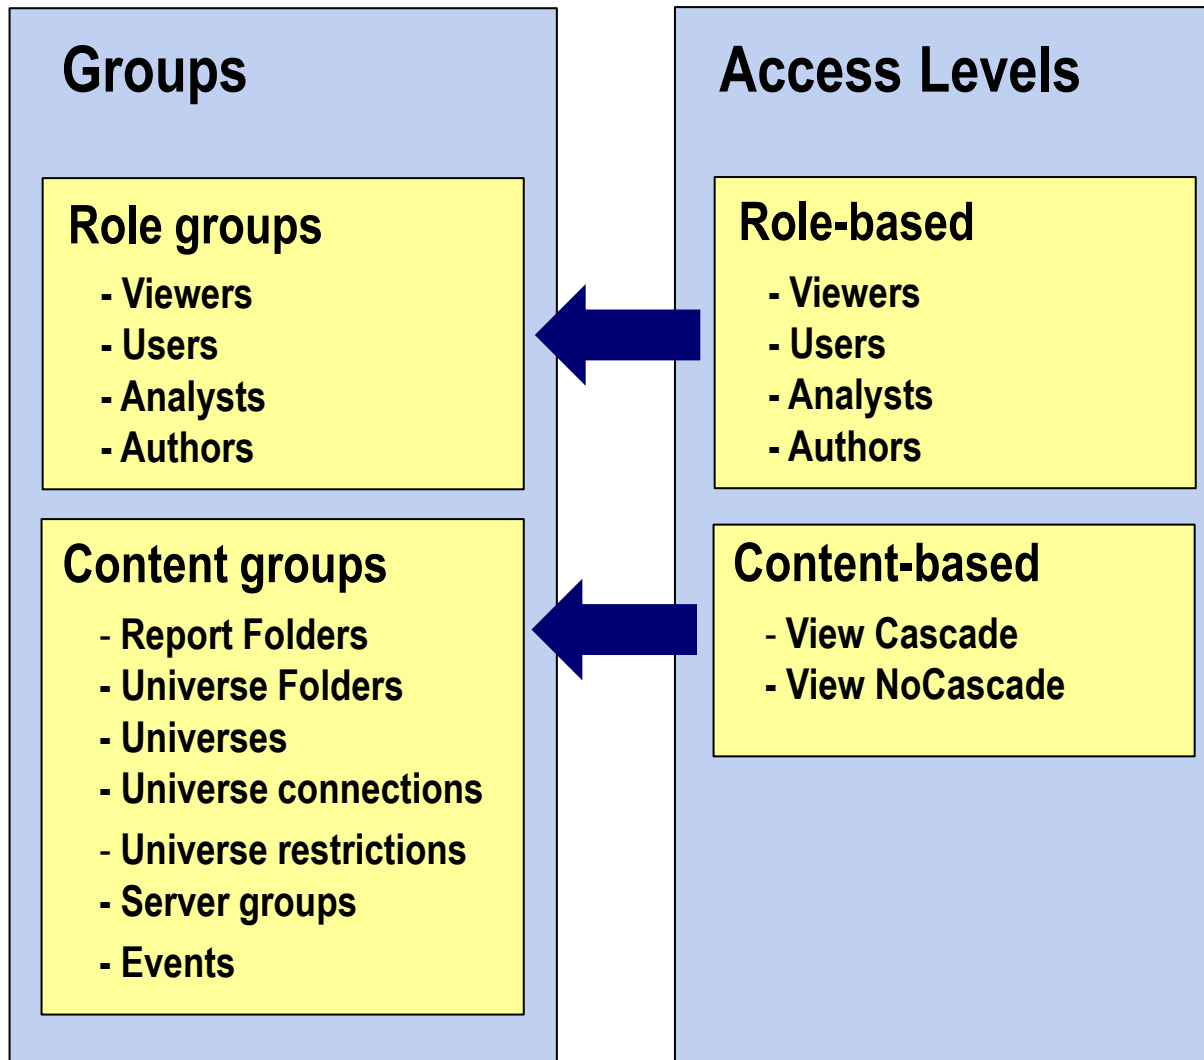 Groups
Role groups
- Viewers
- Users
- Analysts
- Authors
Content groups
- Report Folders
- Universe Folders
- Universes
- Universe connections
- Universe restrictions
- Server groups
- Events
Access Levels
Role-based
- Viewers
- Users
- Analysts
- Authors
Content-based
- View Cascade
- View NoCascade